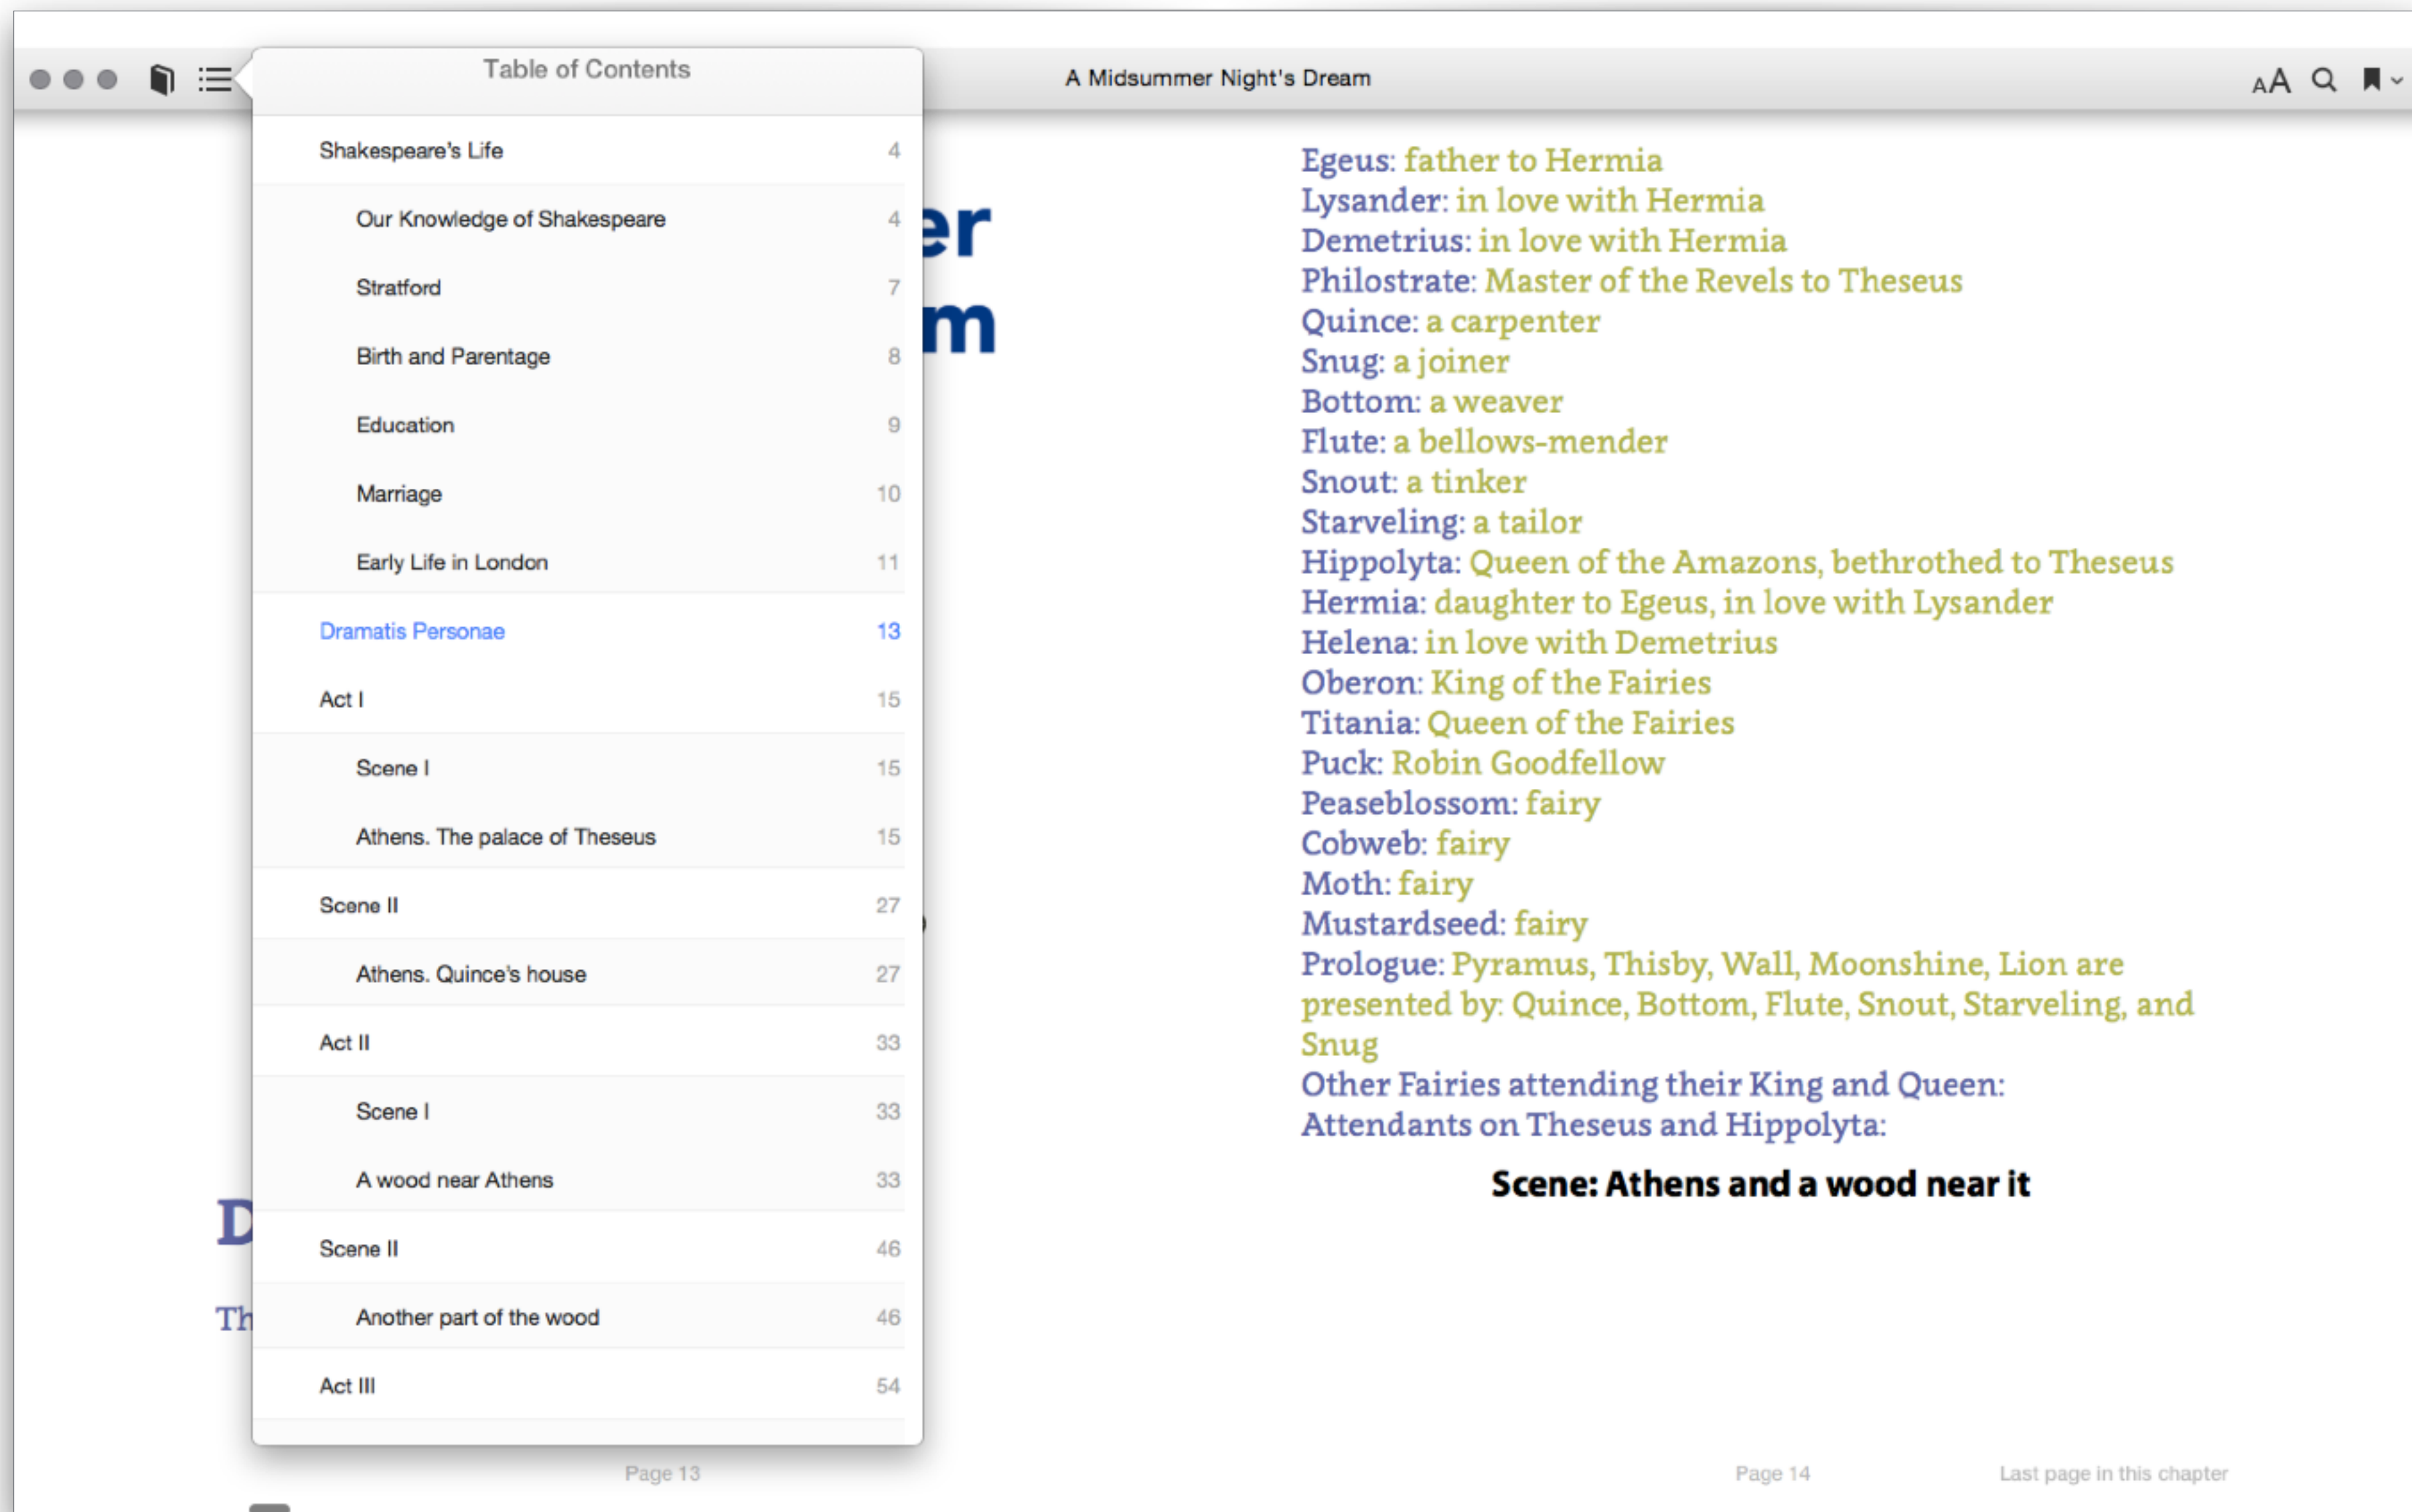 Table of Contents
A Midsummer Night's Dream
AA
Shakespeare's Life 4
Our Knowledge of Shakespeare 4
Stratford 7
Birth and Parentage 8
Education 9
Marriage 10
Early Life in London 11
Dramatis Personae 13
Act I 15
Scene I 15
Athens. The palace of Theseus 15
Scene II 27
Athens. Quince's house 27
Act II 33
Scene I 33
A wood near Athens 33
Scene II 46
Another part of the wood 46
Act III 54
er
m
D
Th
Page 13
Egeus: father to Hermia
Lysander: in love with Hermia
Demetrius: in love with Hermia
Philostrate: Master of the Revels to Theseus
Quince: a carpenter
Snug: a joiner
Bottom: a weaver
Flute: a bellows-mender
Snout: a tinker
Starveling: a tailor
Hippolyta: Queen of the Amazons, bethrothed to Theseus
Hermia: daughter to Egeus, in love with Lysander
Helena: in love with Demetrius
Oberon: King of the Fairies
Titania: Queen of the Fairies
Puck: Robin Goodfellow
Peaseblossom: fairy
Cobweb: fairy
Moth: fairy
Mustardseed: fairy
Prologue: Pyramus, Thisby, Wall, Moonshine, Lion are
presented by: Quince, Bottom, Flute, Snout, Starveling, and
Snug
Other Fairies attending their King and Queen:
Attendants on Theseus and Hippolyta:
Scene: Athens and a wood near it
Page 14
Last page in this chapter